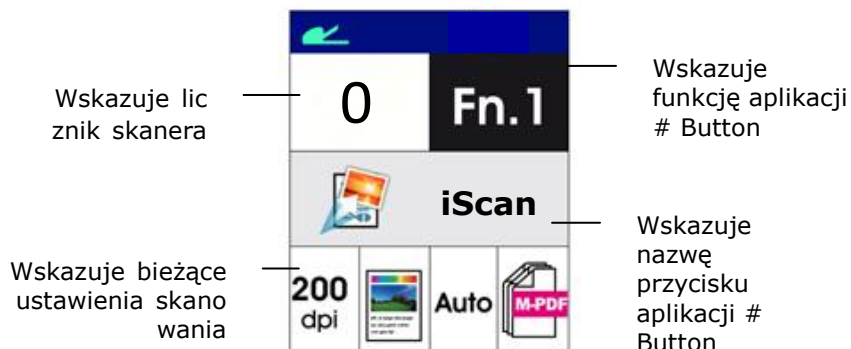 Wskazuje lic
znik skanera
0
Fn.1
Wskazuje
funkcję aplikacji
# Button
iScan
Wskazuje
nazwę
przycisku
aplikacji #
Button
Wskazuje bieżące
ustawienia skano
wania
200
dpi
Auto
M-PDF